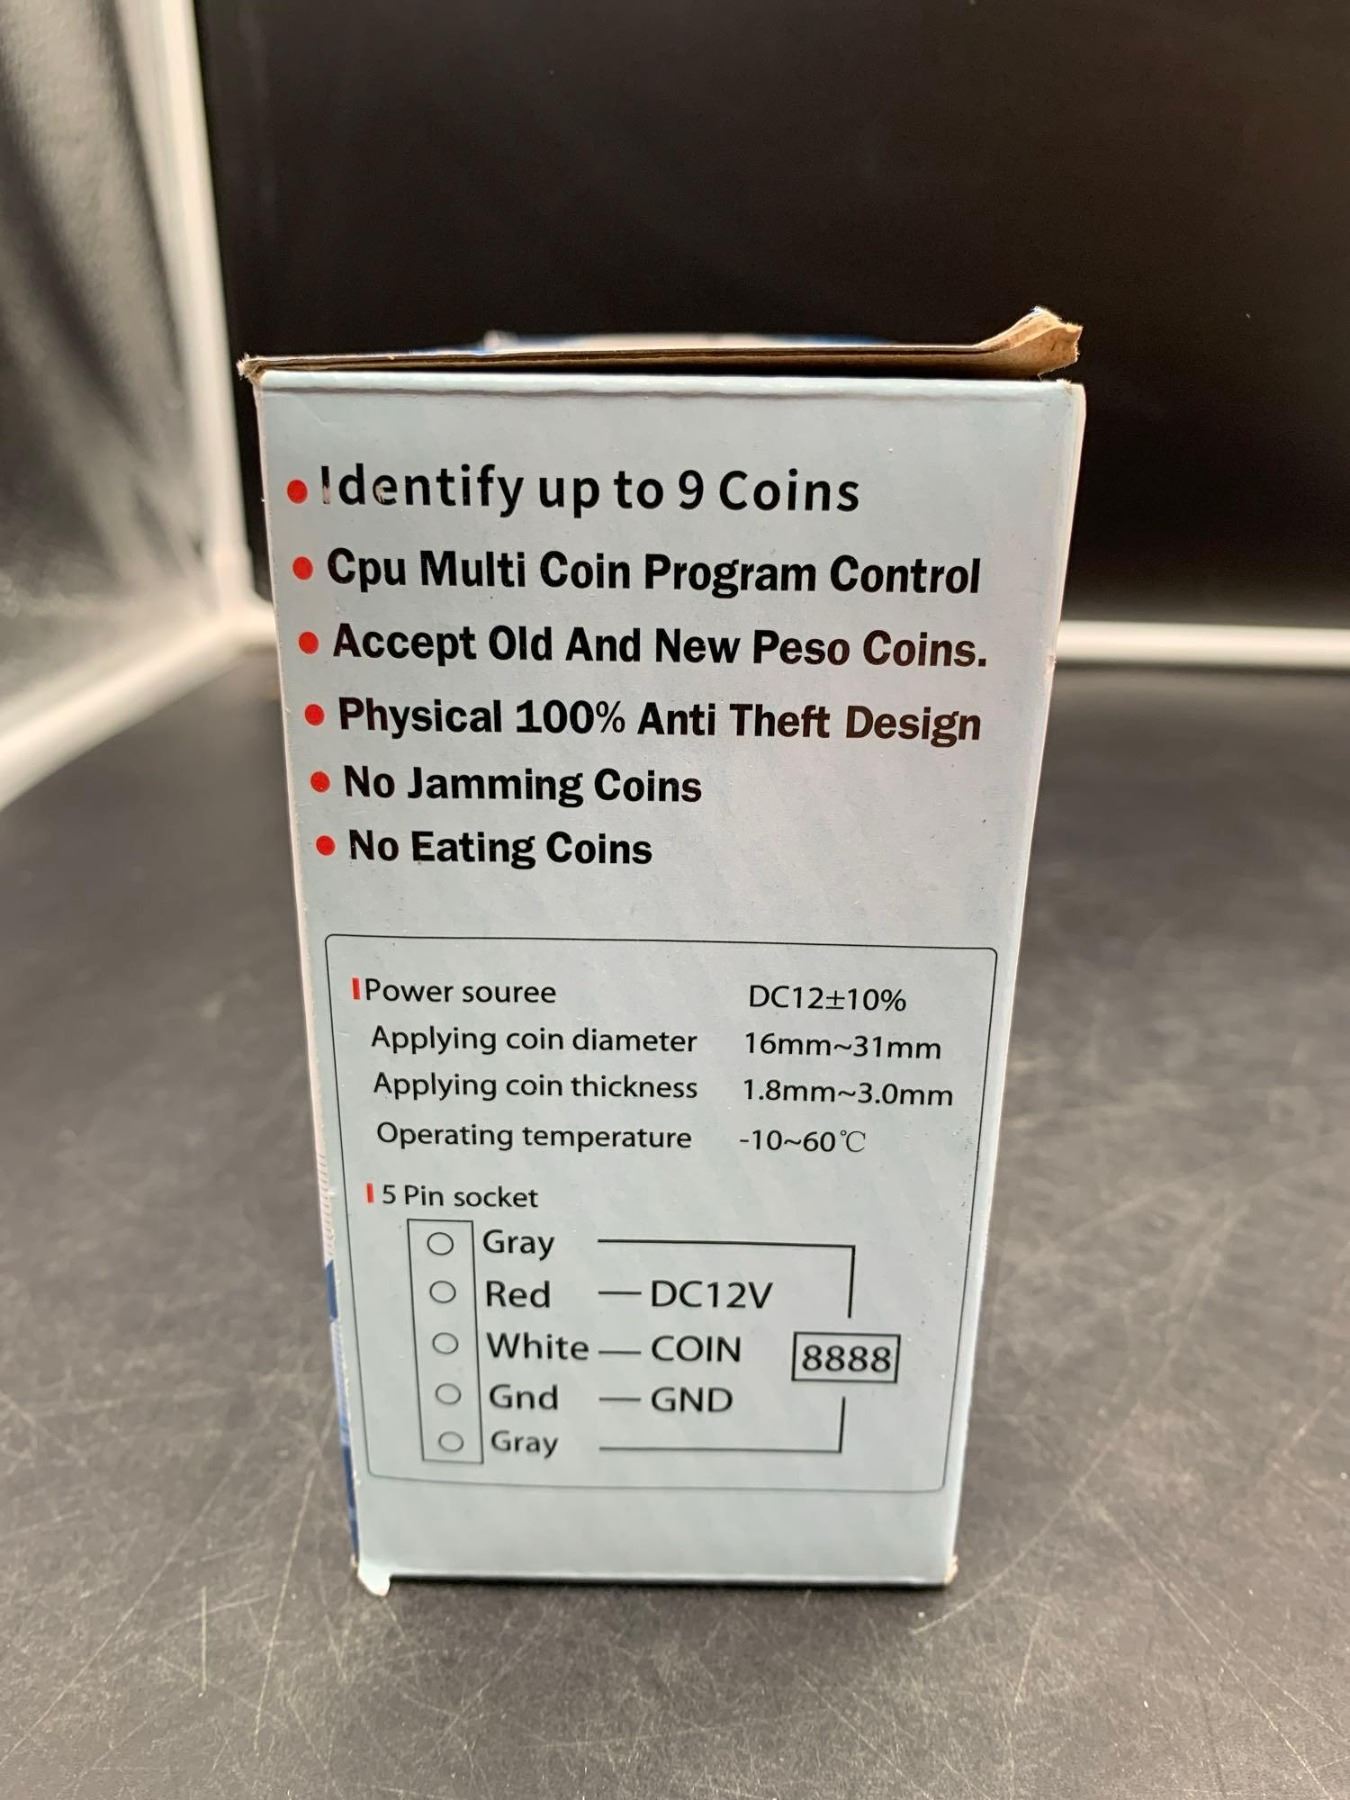 Identify up to 9 Coins
Cpu Multi Coin Program Control
Accept Old And New Peso Coins.
Physical 100% Anti Theft Design
No Jamming Coins
No Eating Coins
Power souree DC12±10%
Applying coin diameter 16mm~31mm
Applying coin thickness 1.8mm~3.0mm
Operating temperature -10~60℃
5 Pin socket
Gray
Red — DC12V
White — COIN 8888
Gnd — GND
Gray